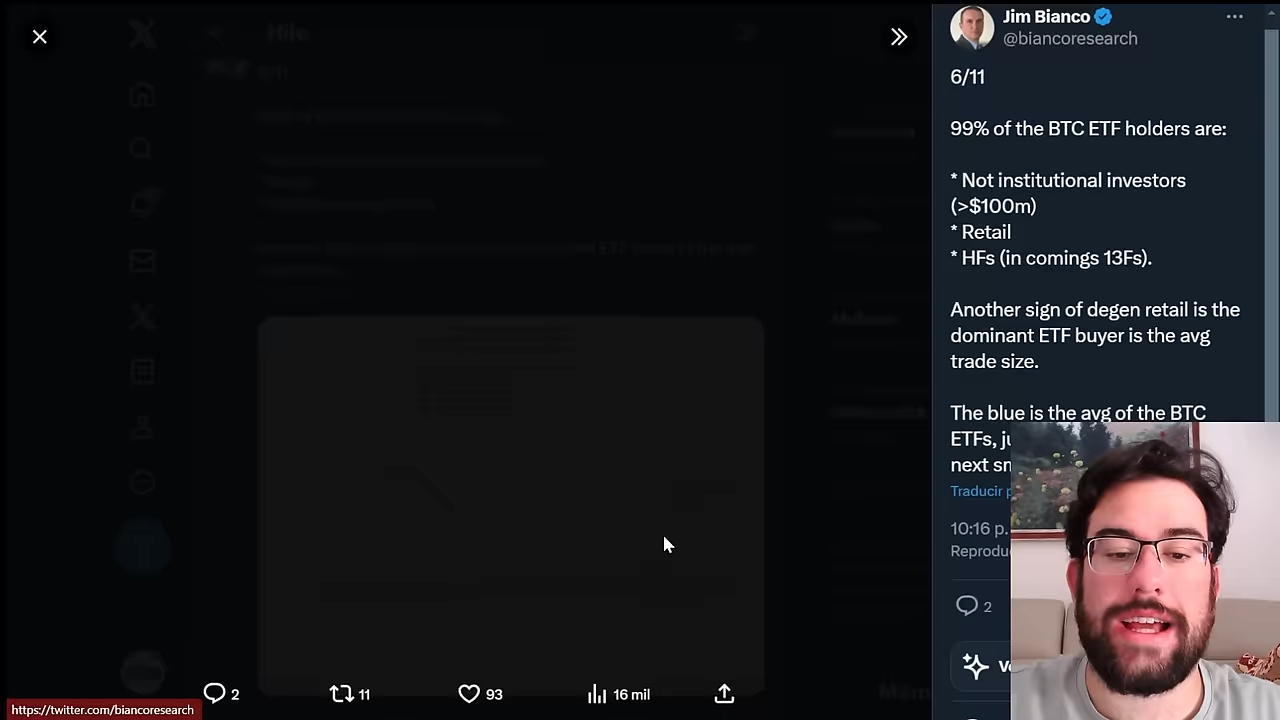 Jim Bianco
@biancoresearch
6/11
99% of the BTC ETF holders are:
* Not institutional investors
(>$100m)
* Retail
* HFs (in comings 13Fs).
Another sign of degen retail is the
dominant ETF buyer is the avg
trade size.
The blue is the avg of the BTC
ETFs,
next
Traducir
10:16 p.
2
2
11
93
16 mil
https://twitter.com/biancoresearch